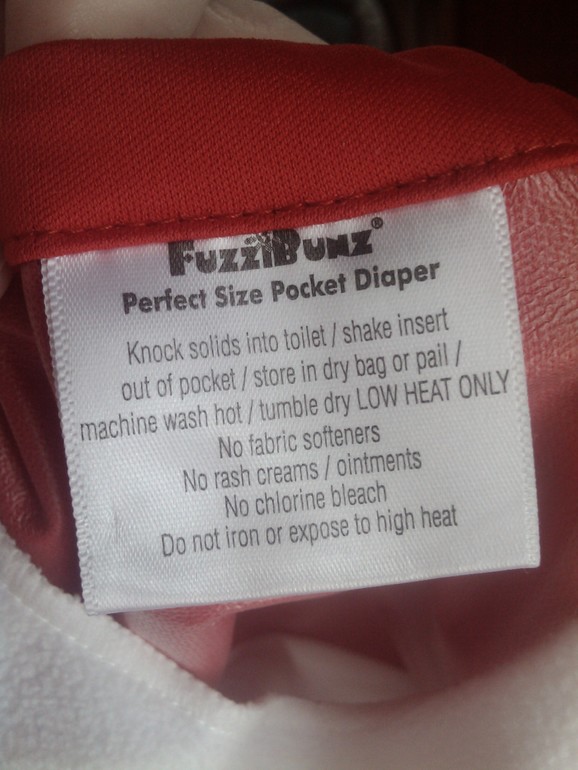 FuzziBunz®
Perfect Size Pocket Diaper
Knock solids into toilet / shake insert
out of pocket / store in dry bag or pail /
machine wash hot / tumble dry LOW HEAT ONLY
No fabric softeners
No rash creams / ointments
No chlorine bleach
Do not iron or expose to high heat